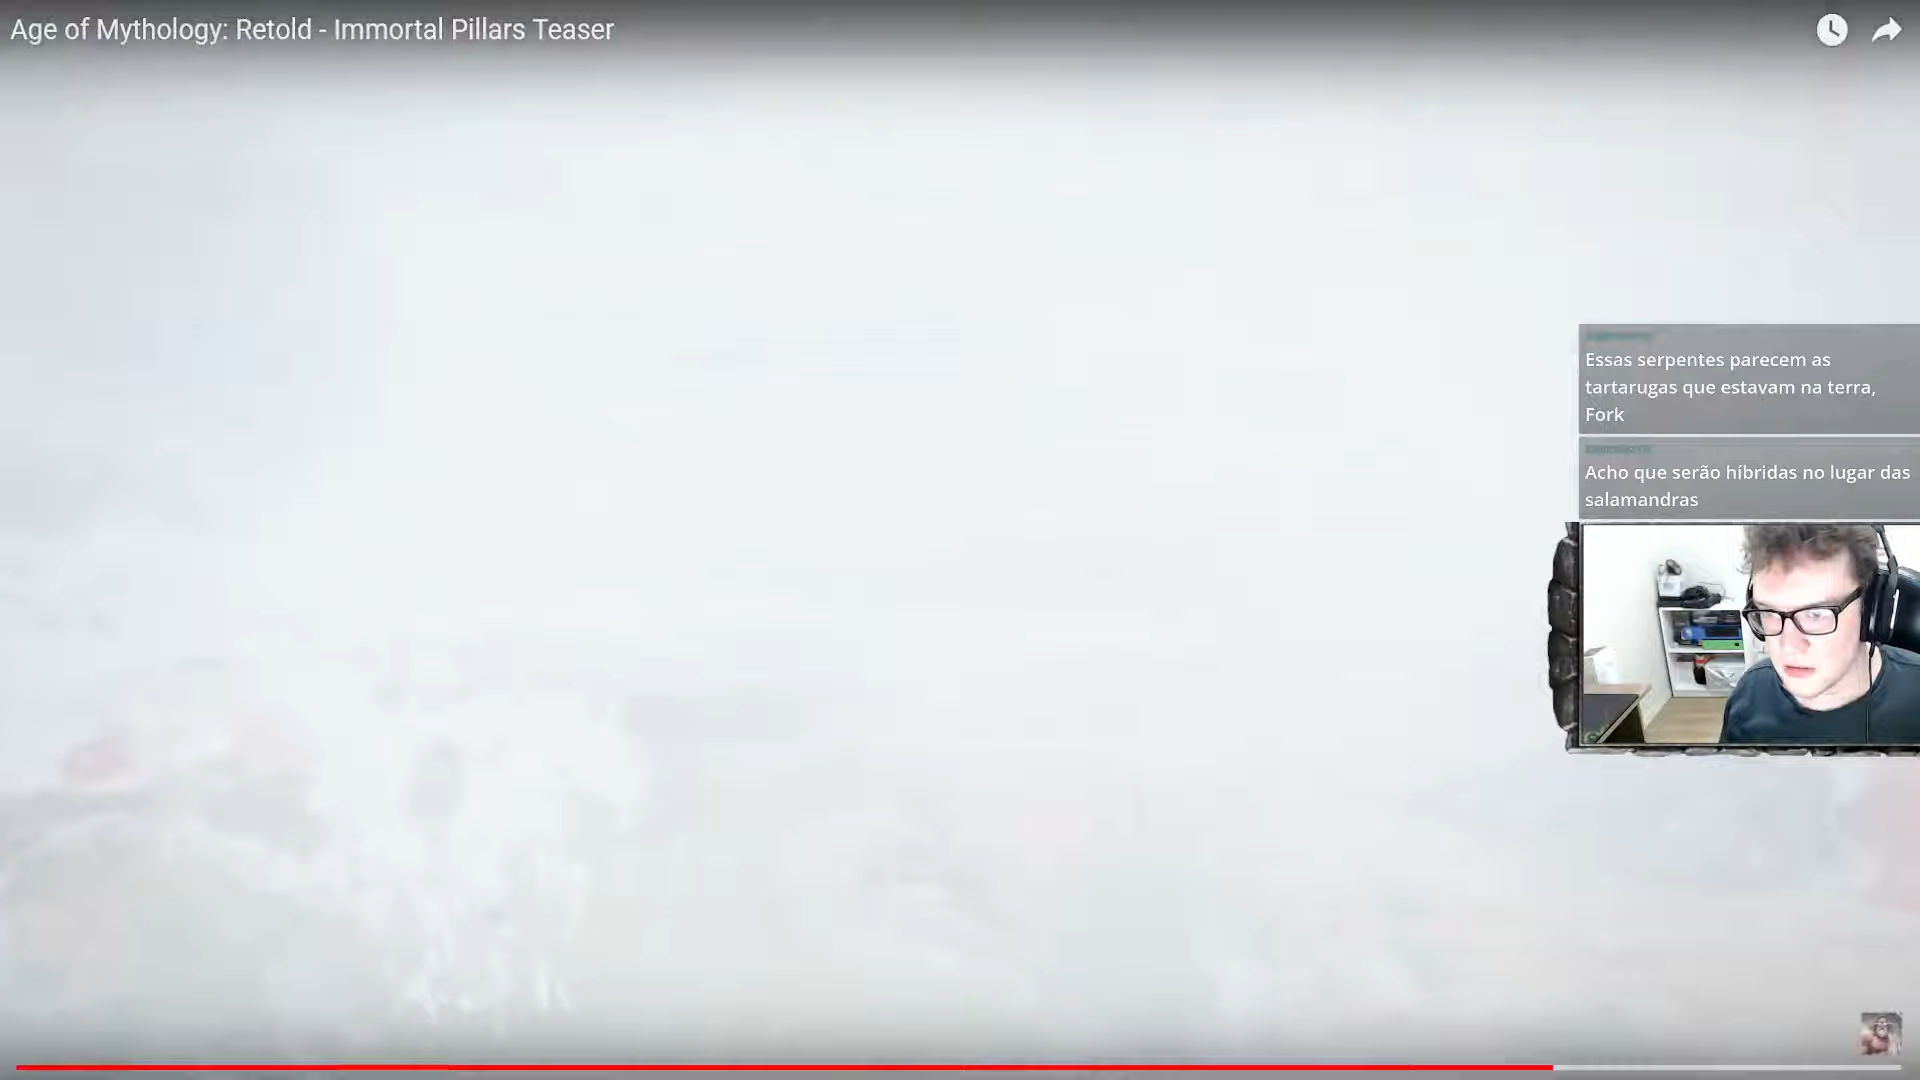 Age of Mythology: Retold - Immortal Pillars Teaser
Essas serpentes parecem as
tartarugas que estavam na terra,
Fork
Acho que serão híbridas no lugar das
salamandras